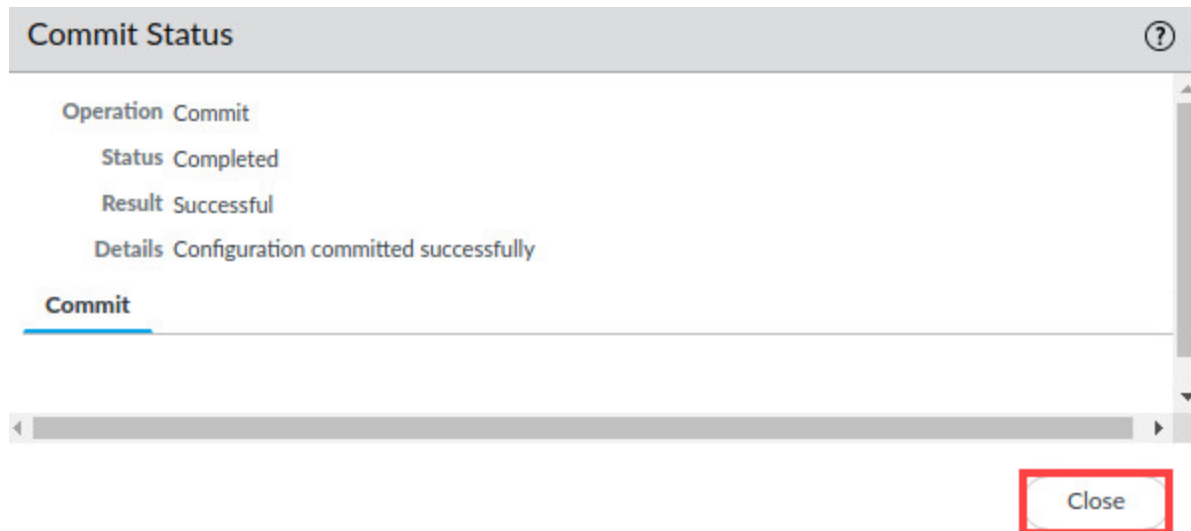 Commit Status
Operation Commit
Status Completed
Result Successful
Details Configuration committed successfully
Commit
Close